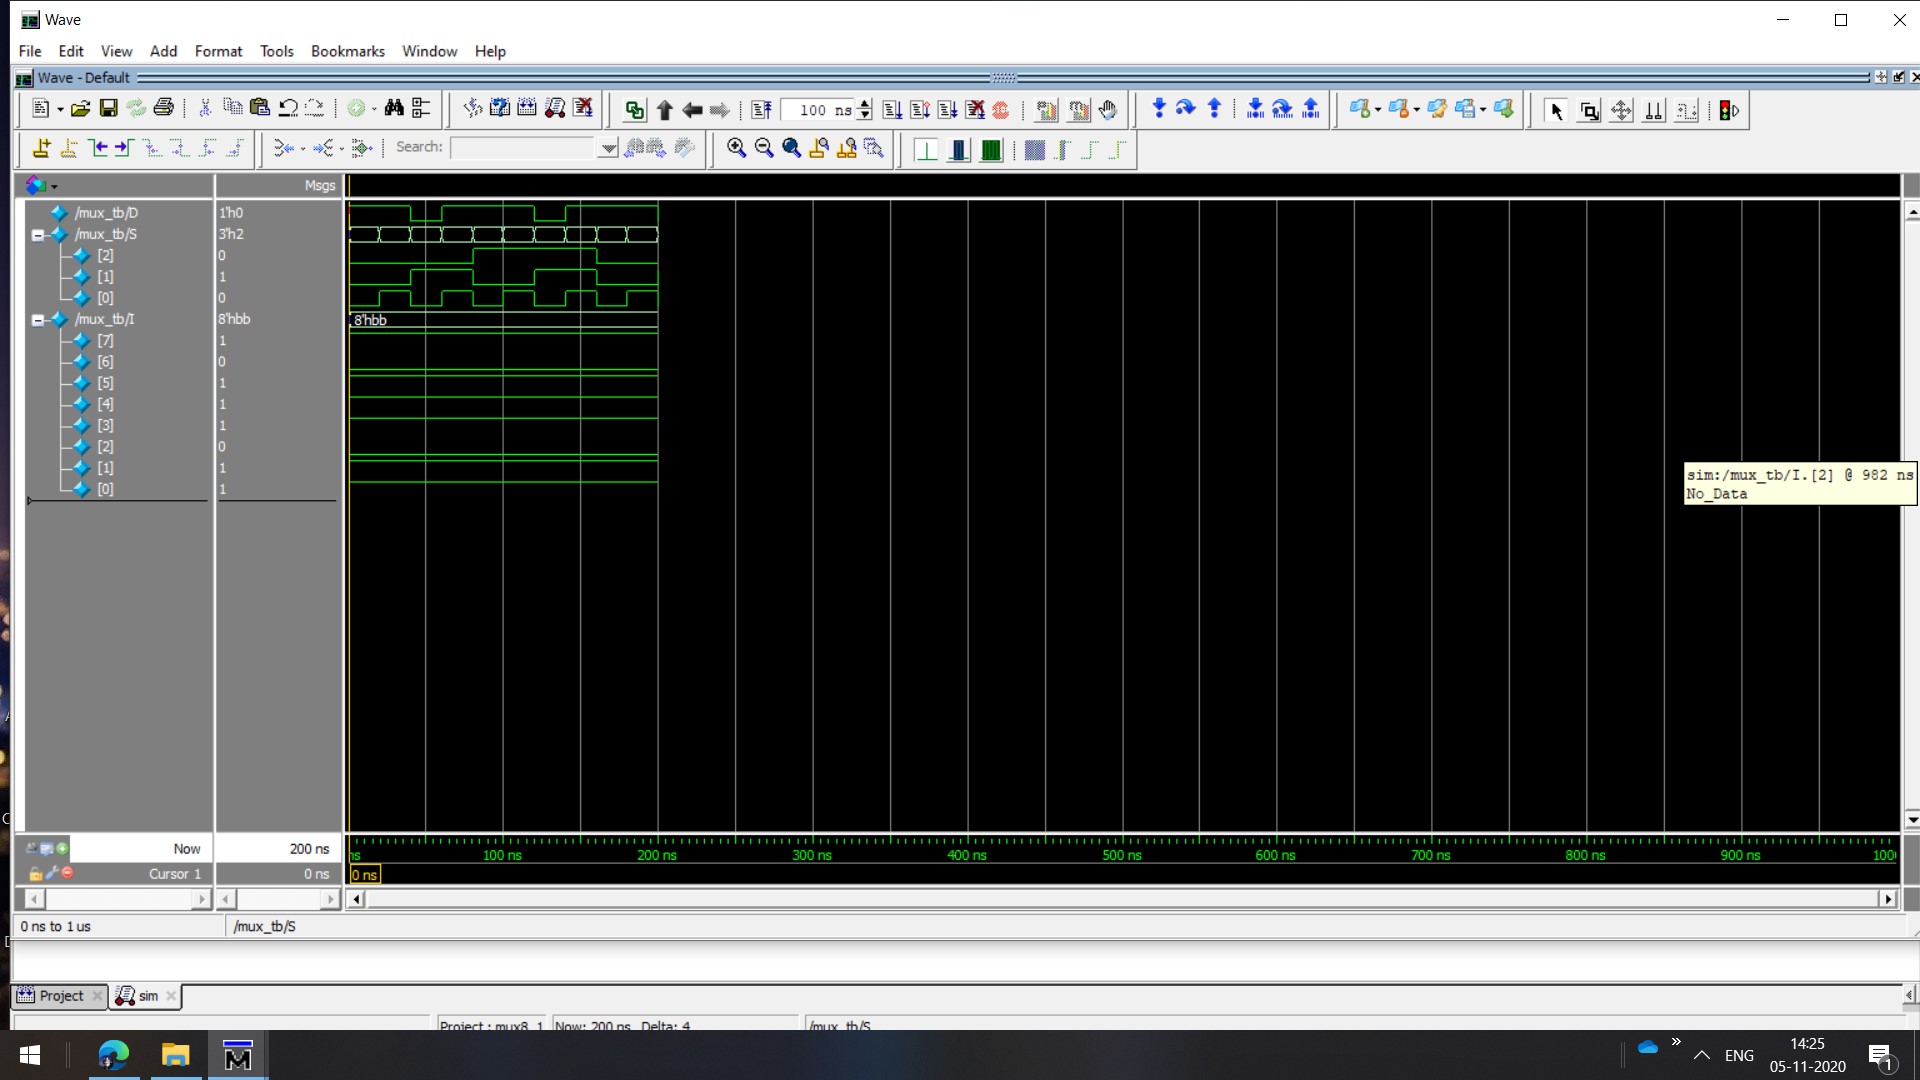 Wave
File Edit View Add Format Tools Bookmarks Window Help
Wave - Default
100 ns
Search:
Msgs
/mux_tb/D 1'h0
/mux_tb/S 3'h2
[2] 0
[1] 1
[0] 0
/mux_tb/I 8'hbb 8'hbb
[7] 1
[6] 0
[5] 1
[4] 1
[3] 1
[2] 0
[1] 1
[0] 1
sim:/mux_tb/I.[2] @ 982 ns
No_Data
Now 200 ns
ns 100 ns 200 ns 300 ns 400 ns 500 ns 600 ns 700 ns 800 ns 900 ns 100
Cursor 1 0 ns 0 ns
0 ns to 1 us /mux_tb/S
Project sim
Project : mux8_1 Now: 200 ns Delta: 4 /mux_tb/S
ENG
14:25
05-11-2020
1